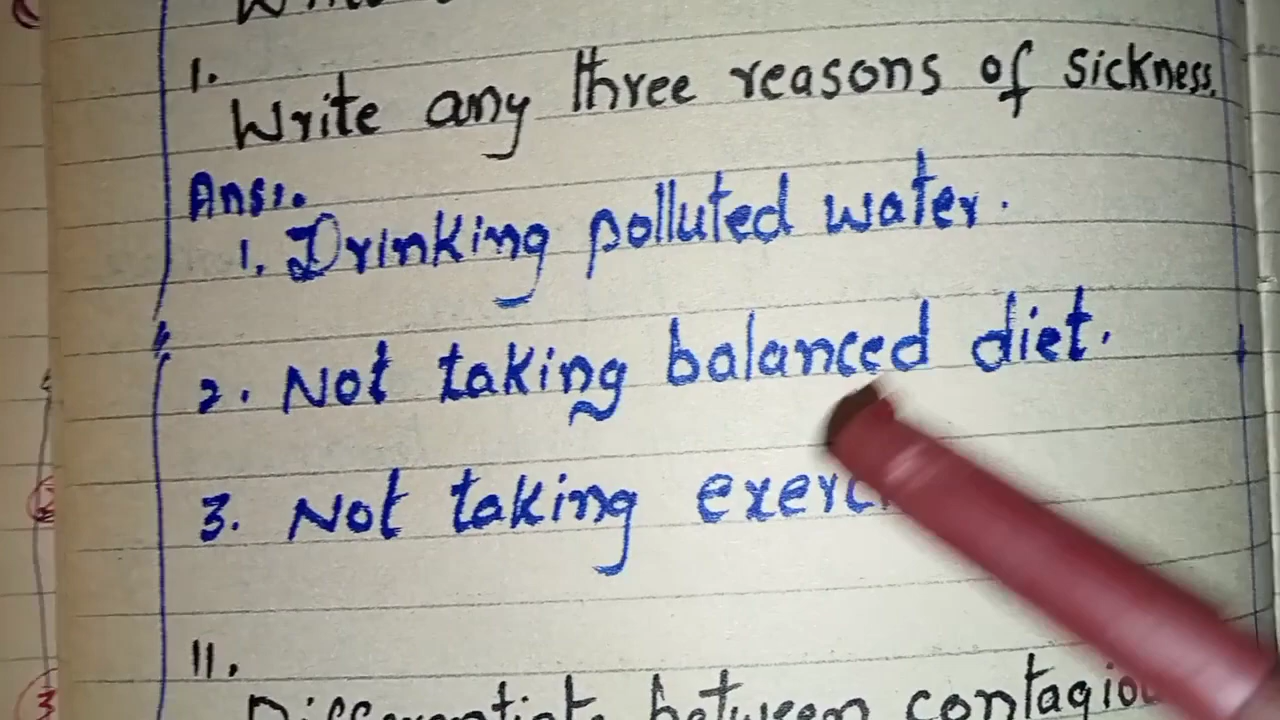 I.
Write any three reasons of sickness.
Ans:.
1. Drinking polluted water.
2. Not taking balanced diet.
3. Not taking
II.
between